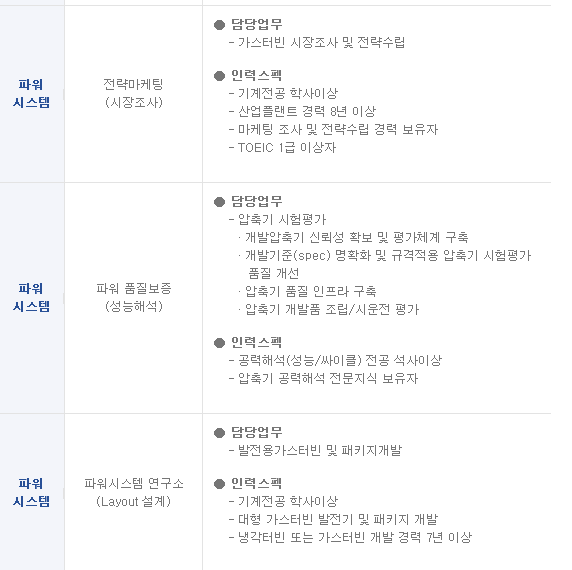 파워
시스템
전략마케팅
(시장조사)
● 담당업무
- 가스터빈 시장조사 및 전략수립
● 인력스펙
- 기계전공 학사이상
- 산업플랜트 경력 8년 이상
- 마케팅 조사 및 전략수립 경력 보유자
- TOEIC 1급 이상자
파워
시스템
파워 품질보증
(성능해석)
● 담당업무
- 압축기 시험평가
· 개발압축기 신뢰성 확보 및 평가체계 구축
· 개발기준(spec) 명확화 및 규격적용 압축기 시험평가
품질 개선
· 압축기 품질 인프라 구축
· 압축기 개발품 조립/시운전 평가
● 인력스펙
- 공력해석(성능/싸이클) 전공 석사이상
- 압축기 공력해석 전문지식 보유자
파워
시스템
파워시스템 연구소
(Layout 설계)
● 담당업무
- 발전용가스터빈 및 패키지개발
● 인력스펙
- 기계전공 학사이상
- 대형 가스터빈 발전기 및 패키지 개발
- 냉각터빈 또는 가스터빈 개발 경력 7년 이상